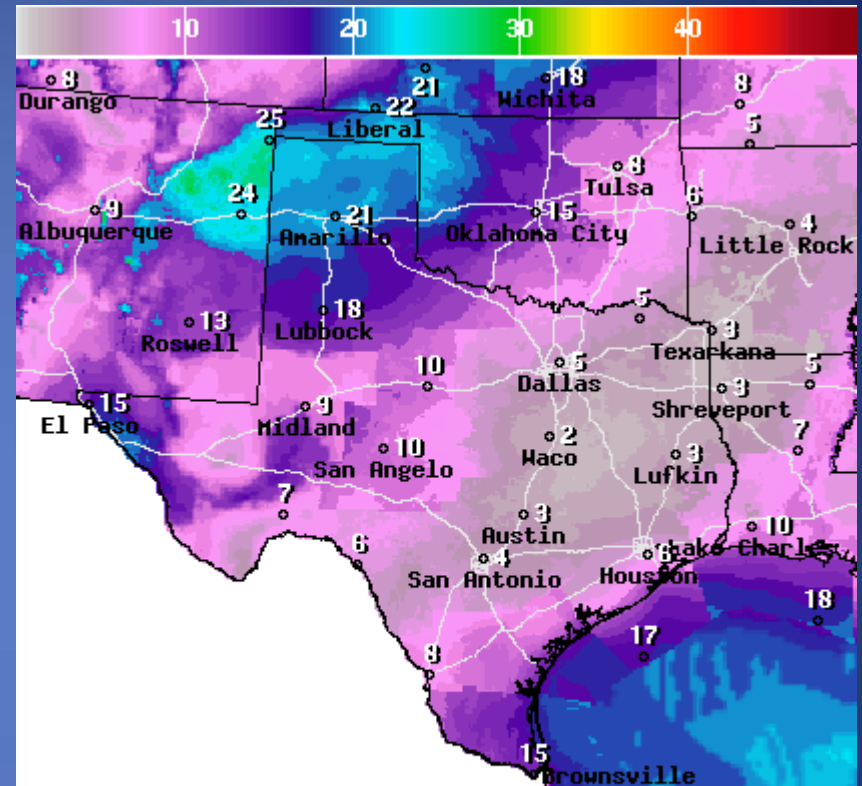 10 20 30 40
8
Durango
21
18
Wichita
8
22
Liberal
25
5
8
Tulsa
9
Albuquerque
24
21
Amarillo
15
Oklahoma City
6
4
Little Rock
13
Roswell
18
Lubbock
5
3
Texarkana
5
Dallas
10
3
Shreveport
5
15
El Paso
9
Midland
10
San Angelo
2
Waco
3
Lufkin
7
7
3
Austin
10
Lake Charle
6
4
San Antonio
6
Houston
18
17
8
15
Brownsville